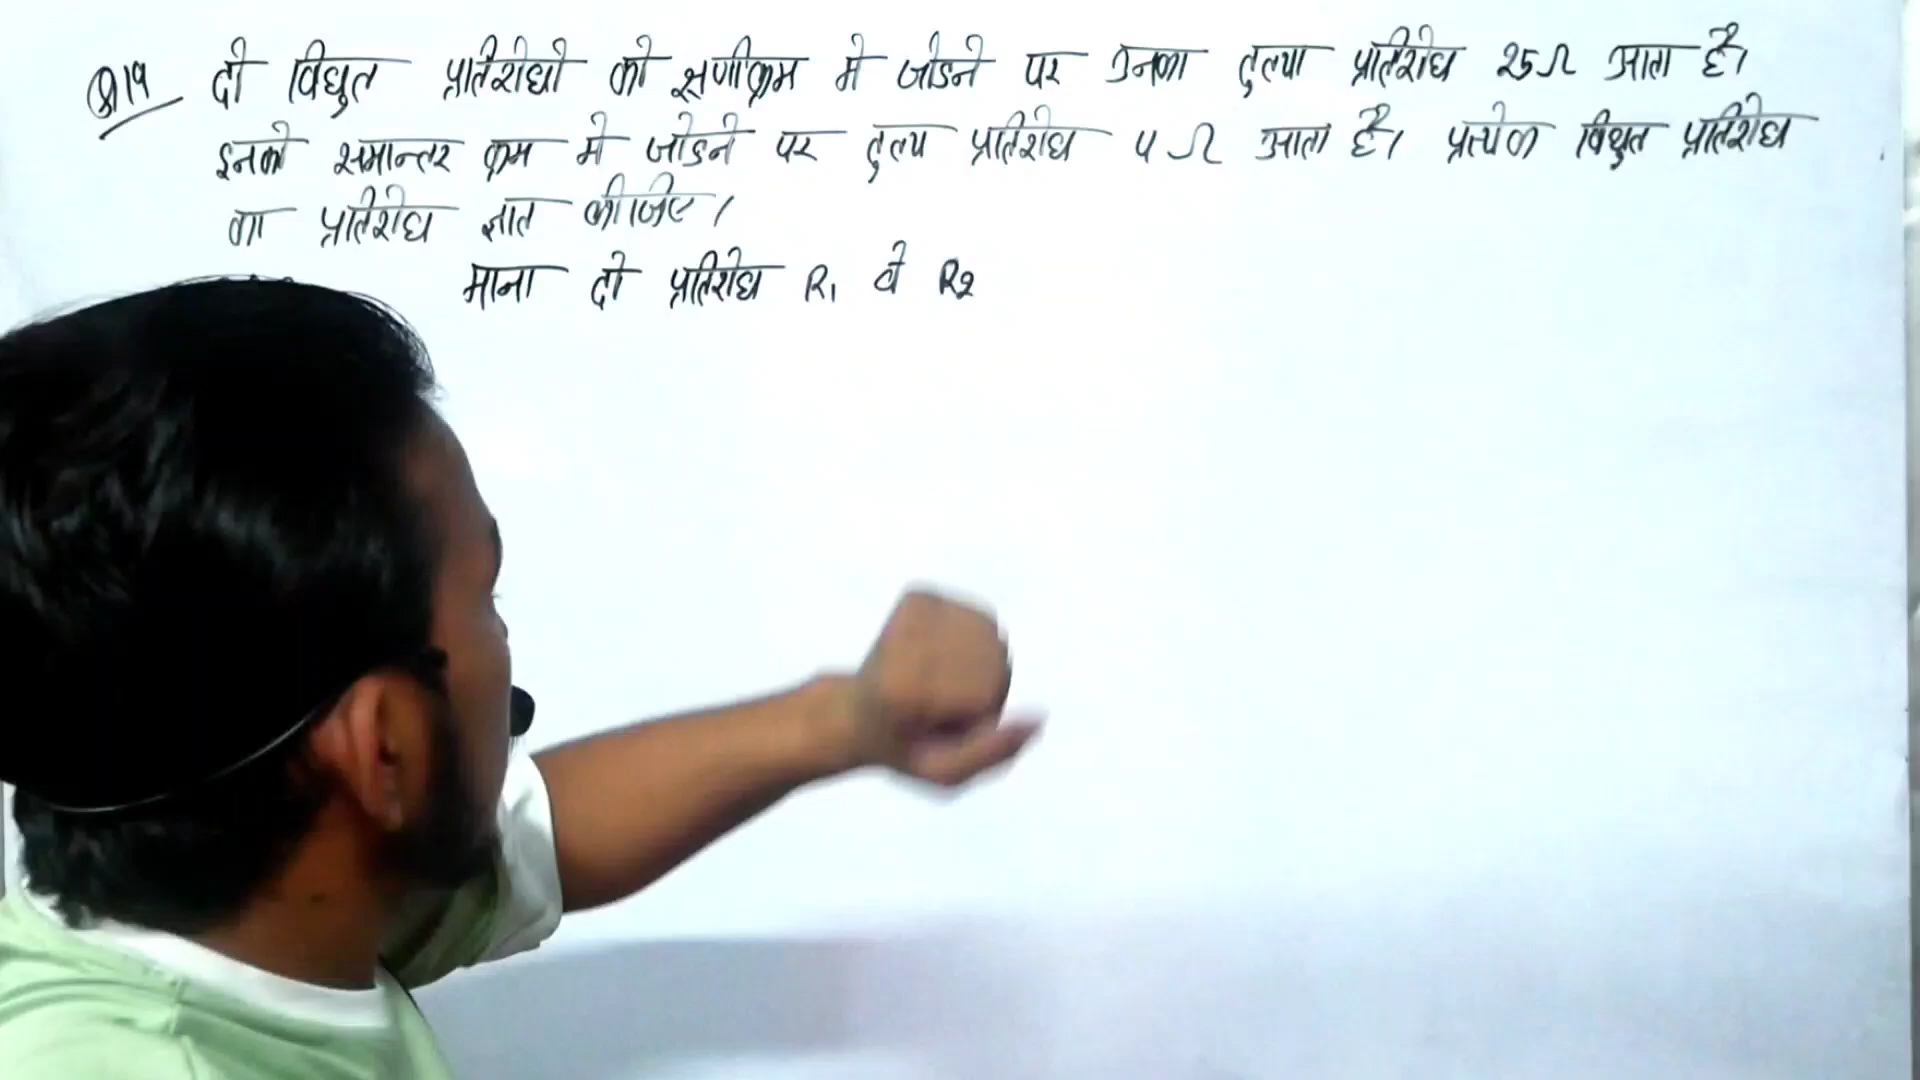 Q19 दो विधुत प्रतिरोधो को श्रेणीक्रम मे जोडने पर उनका तुल्या प्रतिरोध 25Ω आता है।
इनको समान्तर क्रम मे जोडने पर तुल्य प्रतिरोध 4Ω आता है। प्रत्येक विधुत प्रतिरोध
का प्रतिरोध ज्ञात कीजिए।
माना दो प्रतिरोध R₁ व R₂